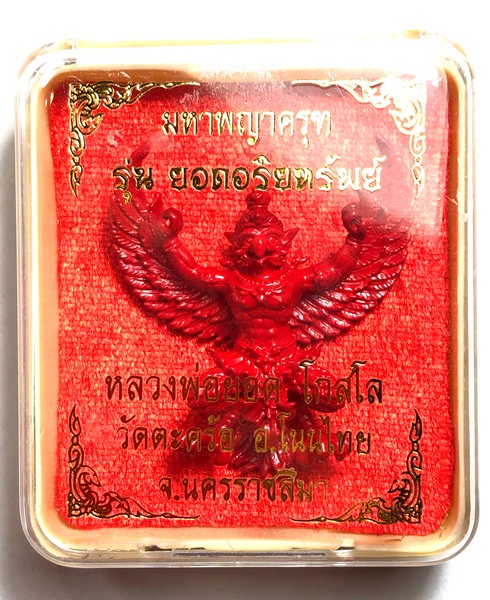 มหาพญาครุฑ
รุ่น ยอดอริยทรัพย์
หลวงพ่อยอด โกสโล
วัดตะคร้อ อ.โนนไทย
จ.นครราชสีมา